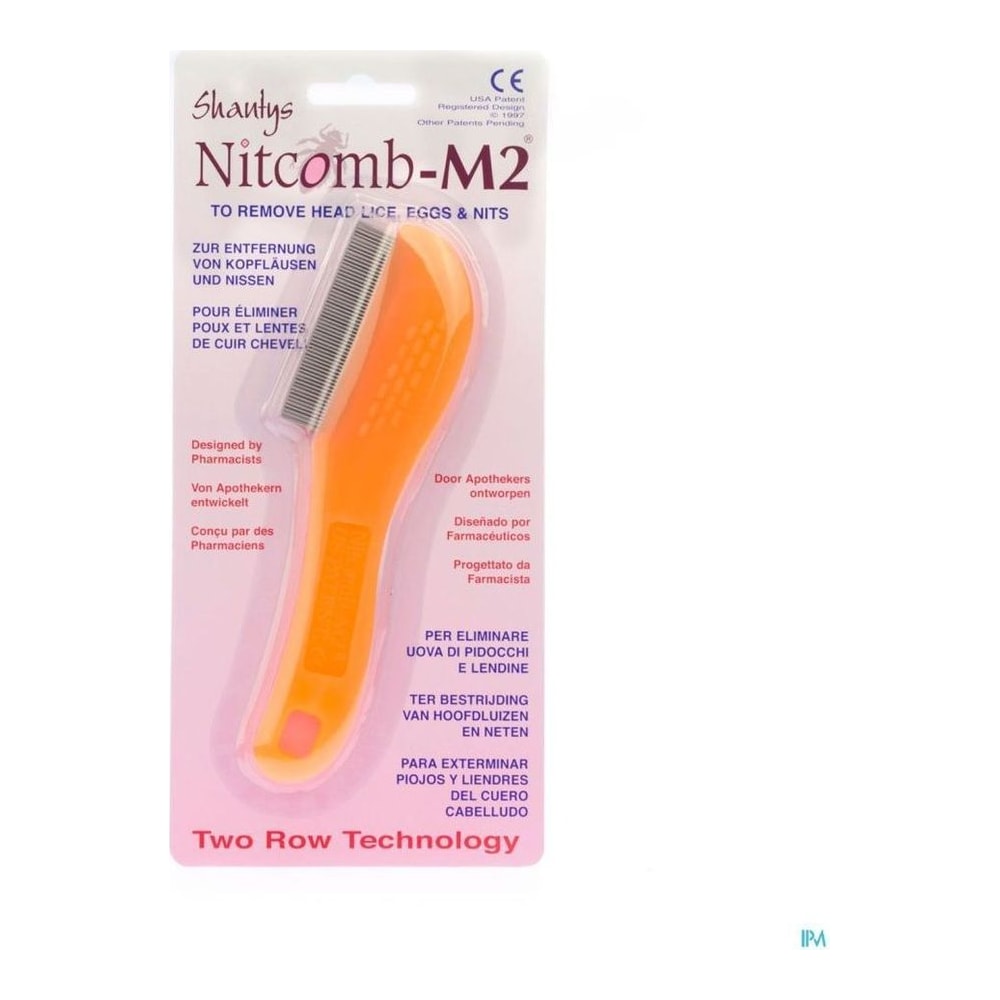 Shantys
CE
USA Patent
Registered Design
© 1997
Other Patents Pending
Nitcomb-M2®
TO REMOVE HEAD LICE, EGGS & NITS
ZUR ENTFERNUNG
VON KOPFLÄUSEN
UND NISSEN
POUR ÉLIMINER
POUX ET LENTES
DE CUIR CHEVEL
Designed by
Pharmacists
Von Apothekern
entwickelt
Conçu par des
Pharmaciens
Door Apothekers
ontworpen
Diseñado por
Farmacéuticos
Progettato da
Farmacista
PER ELIMINARE
UOVA DI PIDOCCHI
E LENDINE
TER BESTRIJDING
VAN HOOFDLUIZEN
EN NETEN
PARA EXTERMINAR
PIOJOS Y LIENDRES
DEL CUERO
CABELLUDO
Two Row Technology
IPM